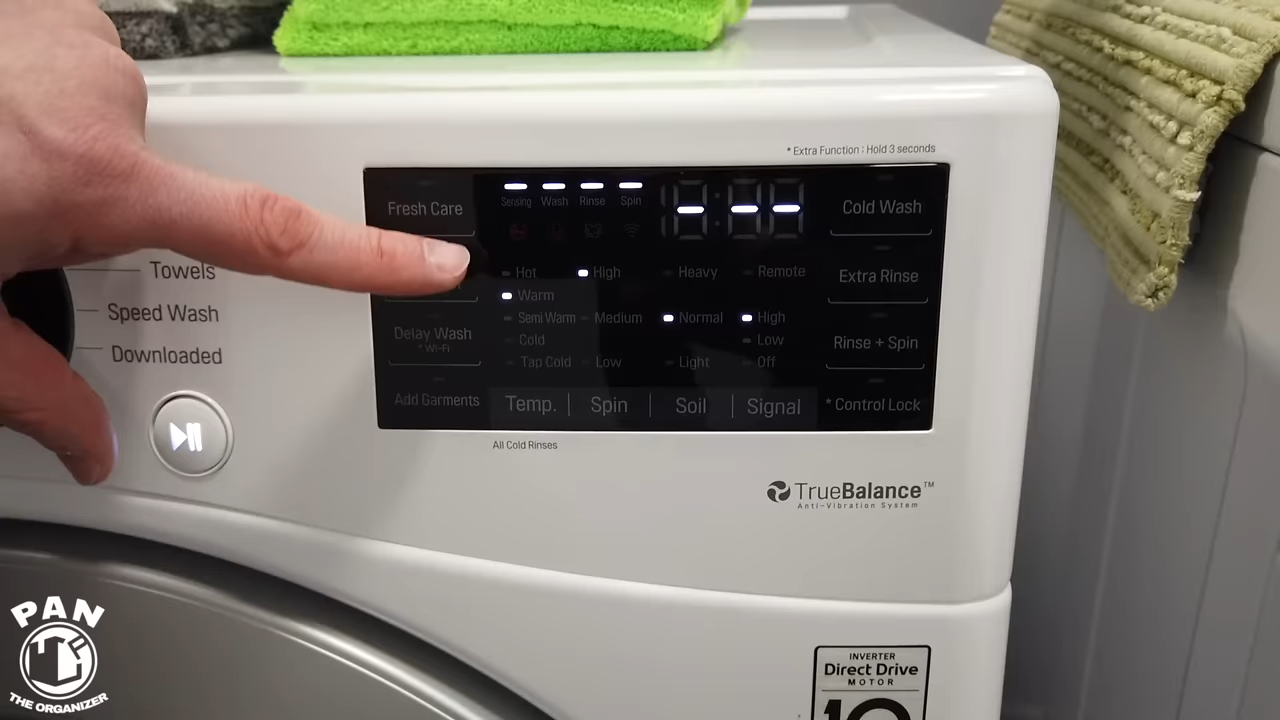 * Extra Function : Hold 3 seconds
Fresh Care
Sensing Wash Rinse Spin
Cold Wash
Hot High Heavy Remote
Extra Rinse
Warm
Semi Warm Medium Normal High
Delay Wash
* Wi-Fi
Cold Low
Rinse + Spin
Tap Cold Low Light Off
Add Garments
Temp. Spin Soil Signal
* Control Lock
All Cold Rinses
Towels
Speed Wash
Downloaded
TrueBalance™
Anti-Vibration System
INVERTER
Direct Drive
MOTOR
10
PAN
THE ORGANIZER